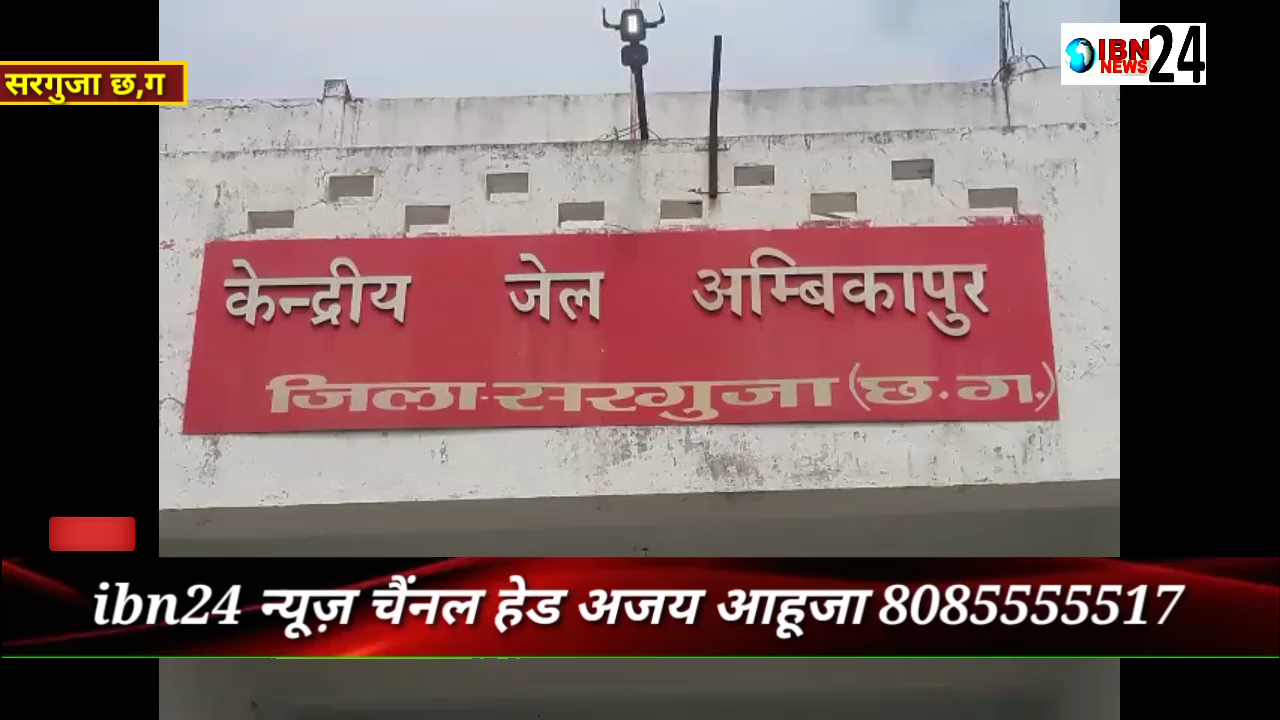 सरगुजा छ,ग
IBN
NEWS 24
केन्द्रीय जेल अम्बिकापुर
जिला-सरगुजा (छ.ग.)
ibn24 न्यूज़ चैंनल हेड अजय आहूजा 8085555517